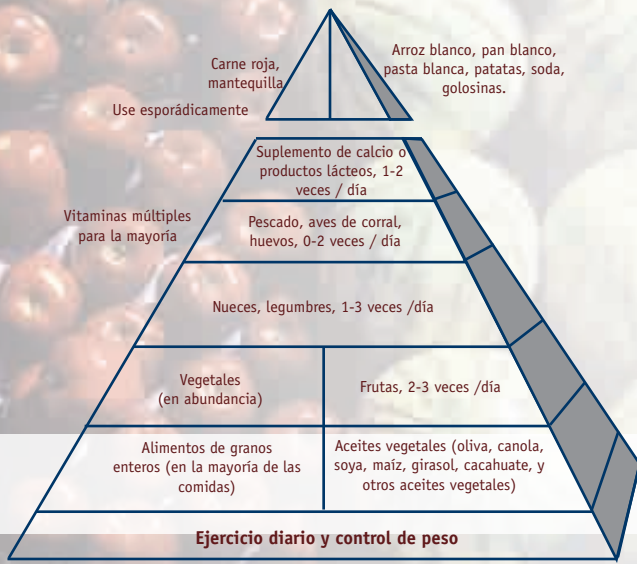 Carne roja,
mantequilla
Arroz blanco, pan blanco,
pasta blanca, patatas, soda,
golosinas.
Use esporádicamente
Suplemento de calcio o
productos lácteos, 1-2
veces / día
Vitaminas múltiples
para la mayoría
Pescado, aves de corral,
huevos, 0-2 veces / día
Nueces, legumbres, 1-3 veces /día
Vegetales
(en abundancia)
Frutas, 2-3 veces /día
Alimentos de granos
enteros (en la mayoría de las
comidas)
Aceites vegetales (oliva, canola,
soya, maíz, girasol, cacahuate, y
otros aceites vegetales)
Ejercicio diario y control de peso